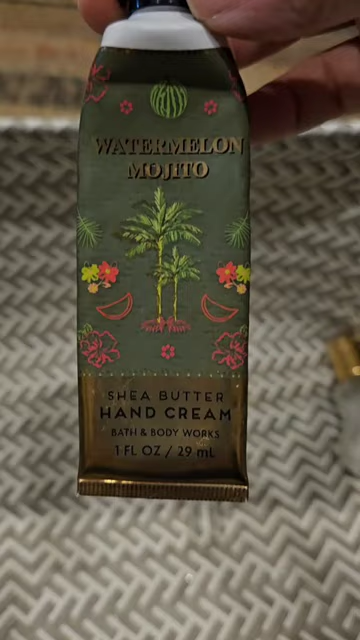 WATERMELON
MOJITO
SHEA BUTTER
HAND CREAM
BATH & BODY WORKS
1 FL OZ / 29 mL